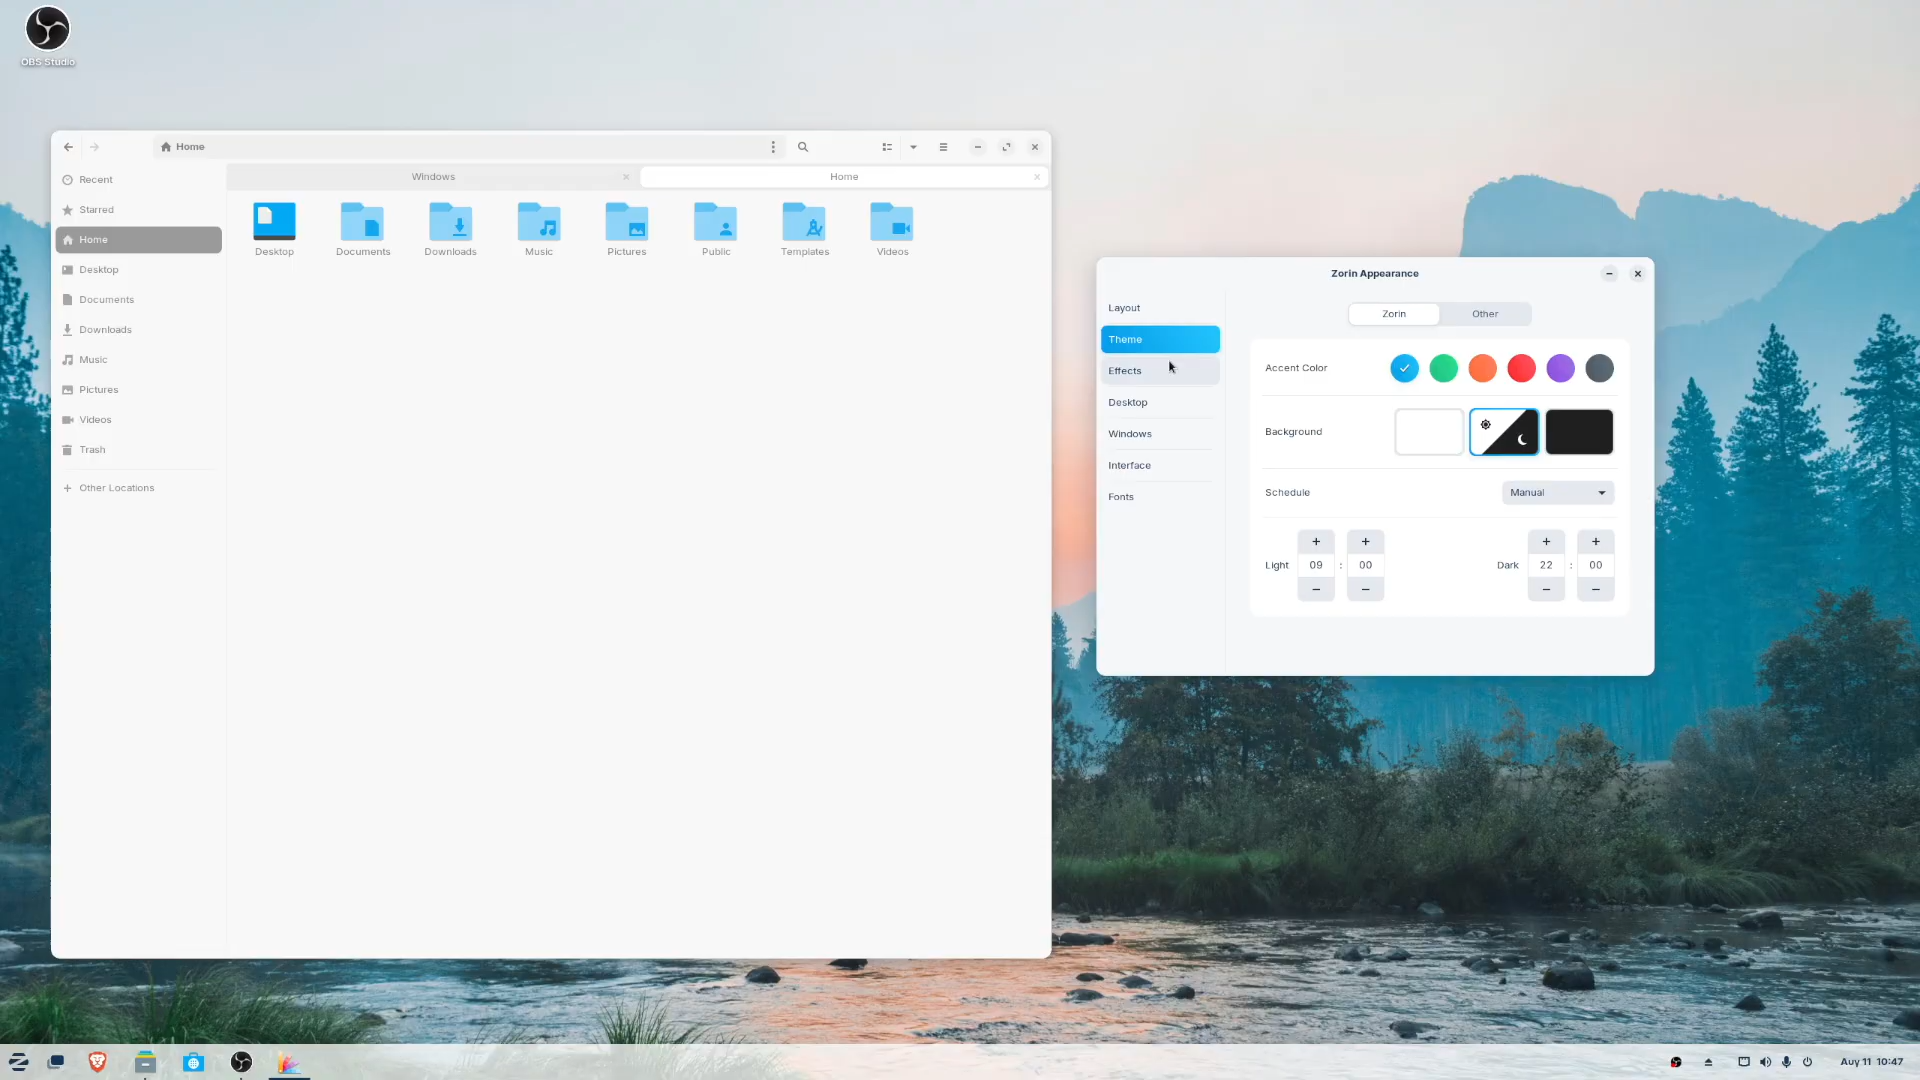 OBS Studio
Home
Windows
Home
Recent
Starred
Home
Desktop
Documents
Downloads
Music
Pictures
Videos
Trash
Other Locations
Desktop
Documents
Downloads
Music
Pictures
Public
Templates
Videos
Zorin Appearance
Layout
Theme
Effects
Desktop
Windows
Interface
Fonts
Zorin
Other
Accent Color
Background
Schedule
Manual
Light
09 : 00
Dark
22 : 00
Auy 11 10:47